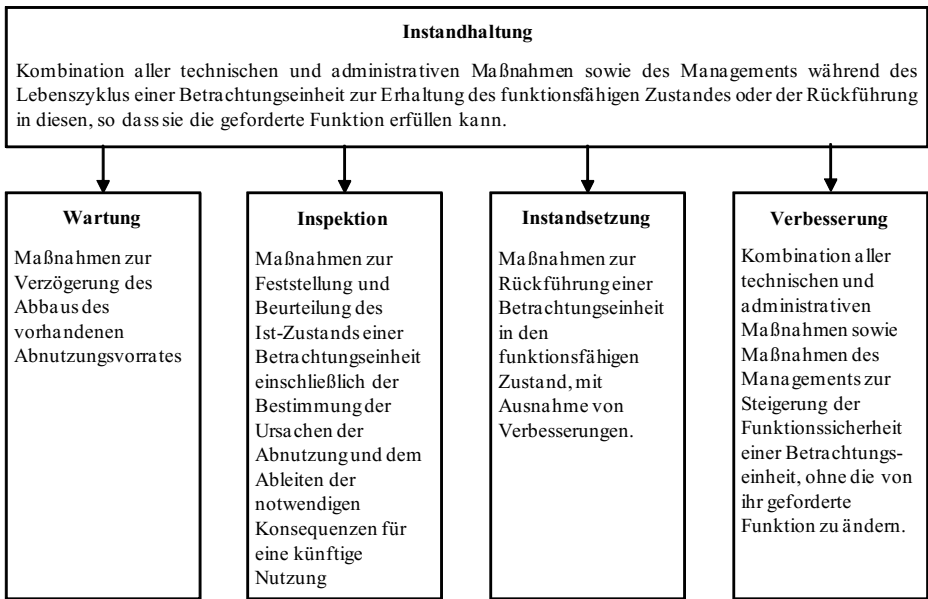 Instandhaltung
Kombination aller technischen und administrativen Maßnahmen sowie des Managements während des
Lebenszyklus einer Betrachtungseinheit zur Erhaltung des funktionsfähigen Zustandes oder der Rückführung
in diesen, so dass sie die geforderte Funktion erfüllen kann.
Wartung
Maßnahmen zur
Verzögerung des
Abbaus des
vorhandenen
Abnutzungsvorrates
Inspektion
Maßnahmen zur
Feststellung und
Beurteilung des
Ist-Zustands einer
Betrachtungseinheit
einschließlich der
Bestimmung der
Ursachen der
Abnutzung und dem
Ableiten der
notwendigen
Konsequenzen für
eine künftige
Nutzung
Instandsetzung
Maßnahmen zur
Rückführung einer
Betrachtungseinheit
in den
funktionsfähigen
Zustand, mit
Ausnahme von
Verbesserungen.
Verbesserung
Kombination aller
technischen und
administrativen
Maßnahmen sowie
Maßnahmen des
Managements zur
Steigerung der
Funktionssicherheit
einer Betrachtungs-
einheit, ohne die von
ihr geforderte
Funktion zu ändern.